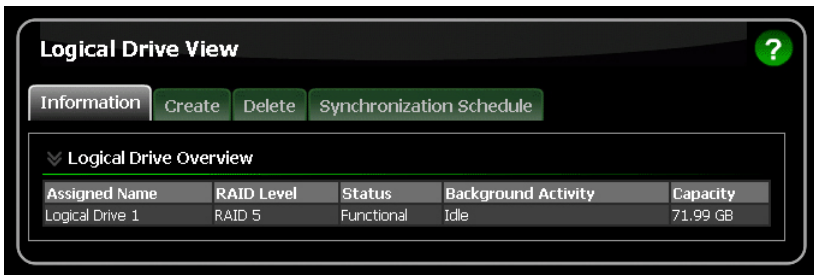 Logical Drive View
?
Information Create Delete Synchronization Schedule
Logical Drive Overview
Assigned Name RAID Level Status Background Activity Capacity
Logical Drive 1 RAID 5 Functional Idle 71.99 GB